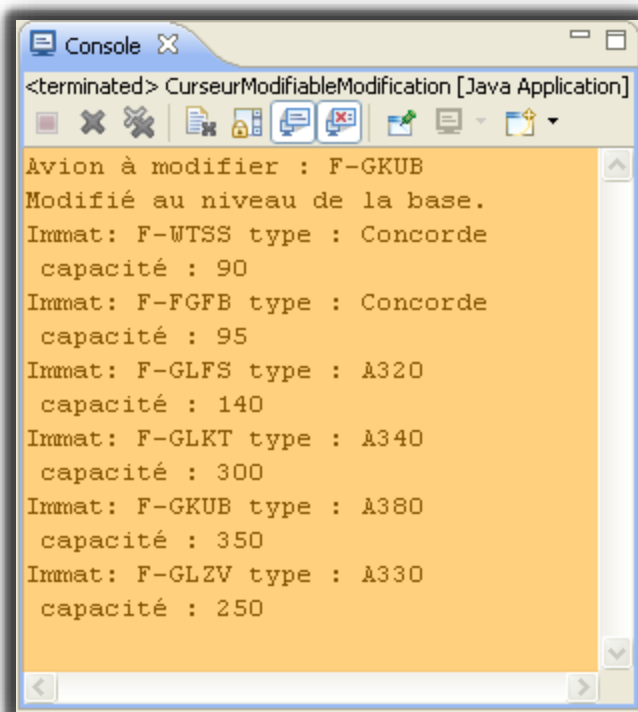 Console
<terminated> CurseurModifiableModification [Java Application]
Avion à modifier : F-GKUB
Modifié au niveau de la base.
Immat: F-WTSS type : Concorde
capacité : 90
Immat: F-FGFB type : Concorde
capacité : 95
Immat: F-GLFS type : A320
capacité : 140
Immat: F-GLKT type : A340
capacité : 300
Immat: F-GKUB type : A380
capacité : 350
Immat: F-GLZV type : A330
capacité : 250